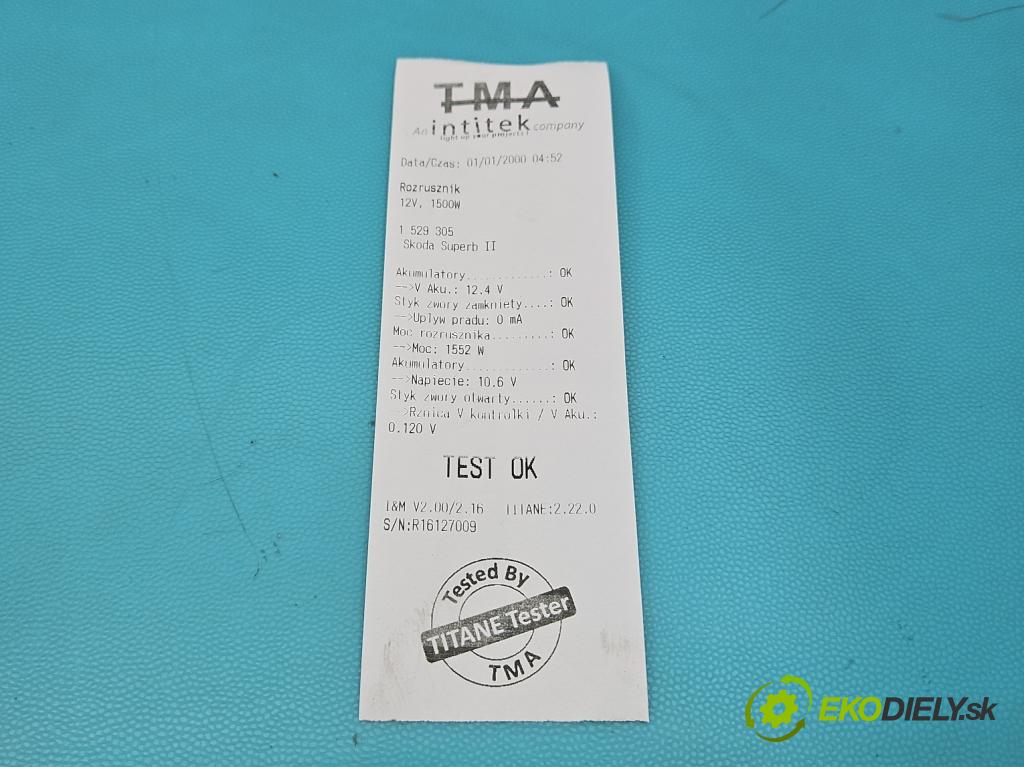 TMA
An intitek company
light up your projects !
Data/Czas: 01/01/2000 04:52
Rozrusznik
12V, 1500W
1 529 305
Skoda Superb II
Akumulatory.............: OK
-->V Aku.: 12.4 V
Styk zwory zamkniety....: OK
-->Uplyw pradu: 0 mA
Moc rozrusznika.........: OK
-->Moc: 1552 W
Akumulatory.............: OK
-->Napiecie: 10.6 V
Styk zwory otwarty......: OK
-->Rznica V kontrolki / V Aku.:
0.120 V
TEST OK
I&M V2.00/2.16 TITANE:2.22.0
S/N:R16127009
Tested By
TITANE Tester
TMA
EKODIELY.sk